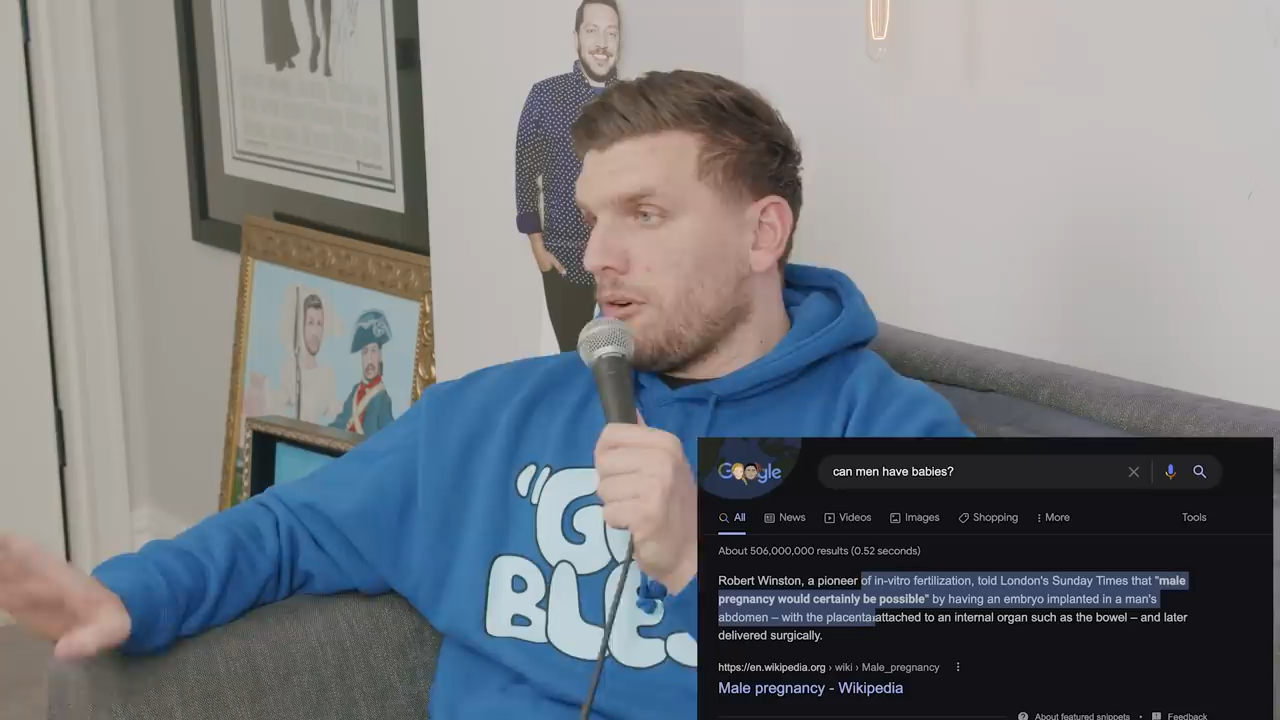 "GO
BLES
Google
can men have babies?
All News Videos Images Shopping More Tools
About 506,000,000 results (0.52 seconds)
Robert Winston, a pioneer of in-vitro fertilization, told London's Sunday Times that "male
pregnancy would certainly be possible" by having an embryo implanted in a man's
abdomen – with the placenta attached to an internal organ such as the bowel – and later
delivered surgically.
https://en.wikipedia.org › wiki › Male_pregnancy
Male pregnancy - Wikipedia
About featured snippets • Feedback